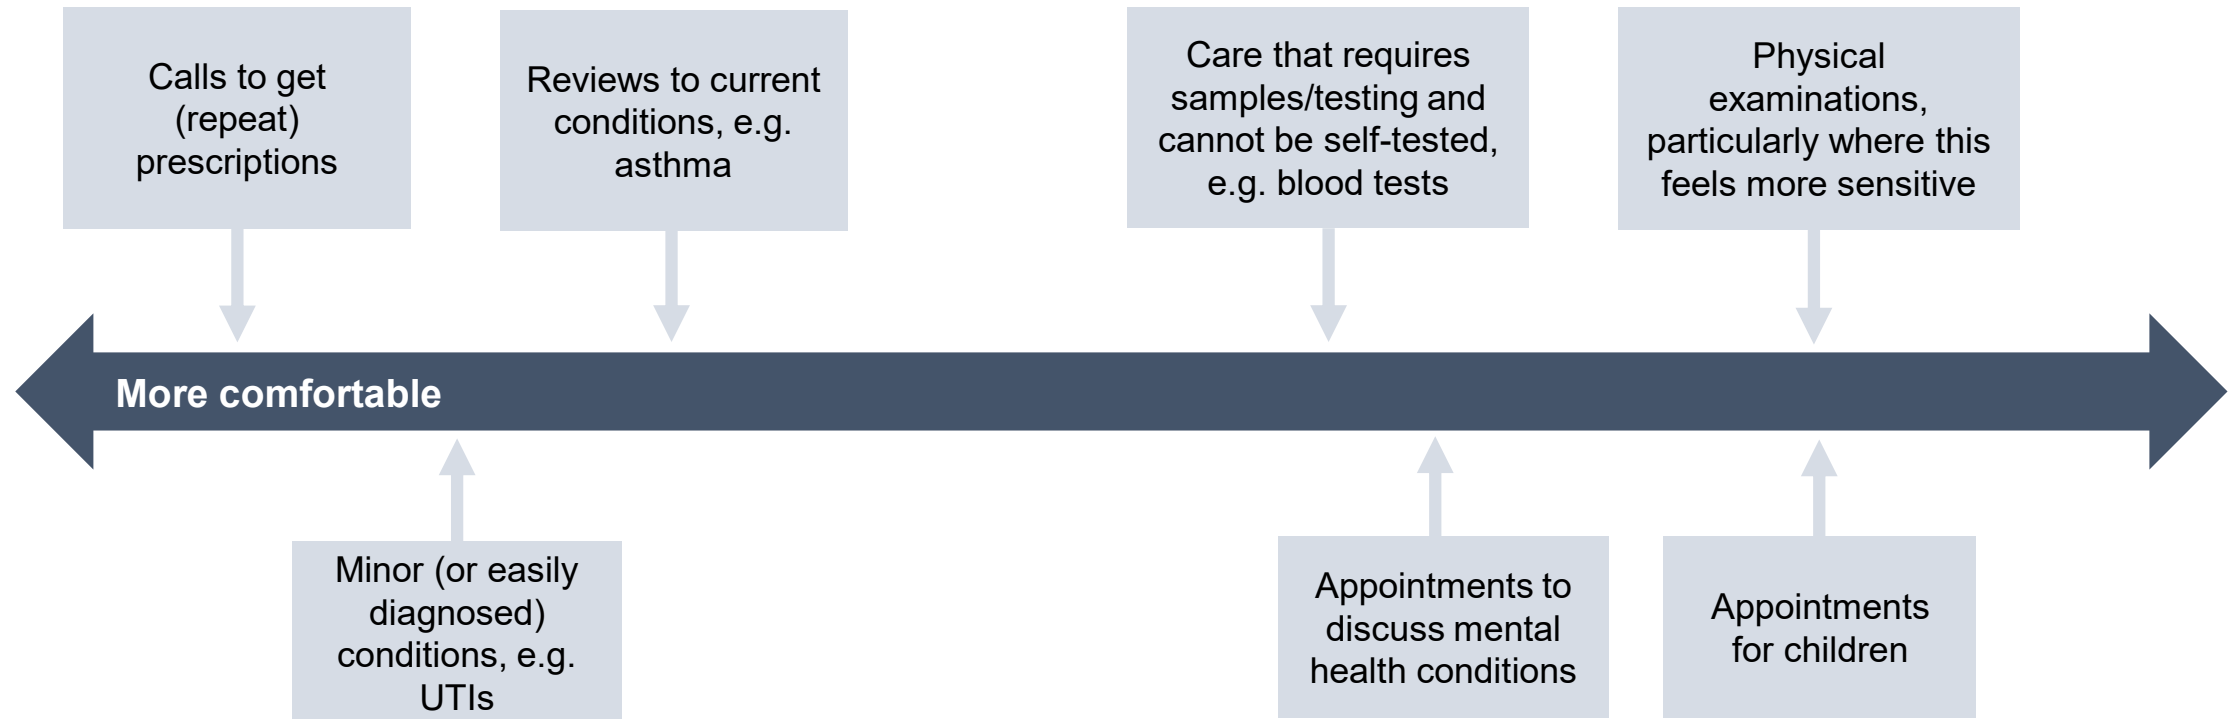 Calls to get
(repeat)
prescriptions
Reviews to current
conditions, e.g.
asthma
Care that requires
samples/testing and
cannot be self-tested,
e.g. blood tests
Physical
examinations,
particularly where this
feels more sensitive
More comfortable
Minor (or easily
diagnosed)
conditions, e.g.
UTIs
Appointments to
discuss mental
health conditions
Appointments
for children